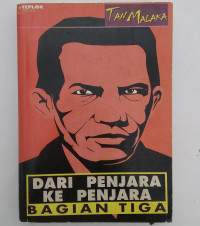 TEPLOK
TAN MALAKA
DARI PENJARA
KE PENJARA
BAGIAN TIGA